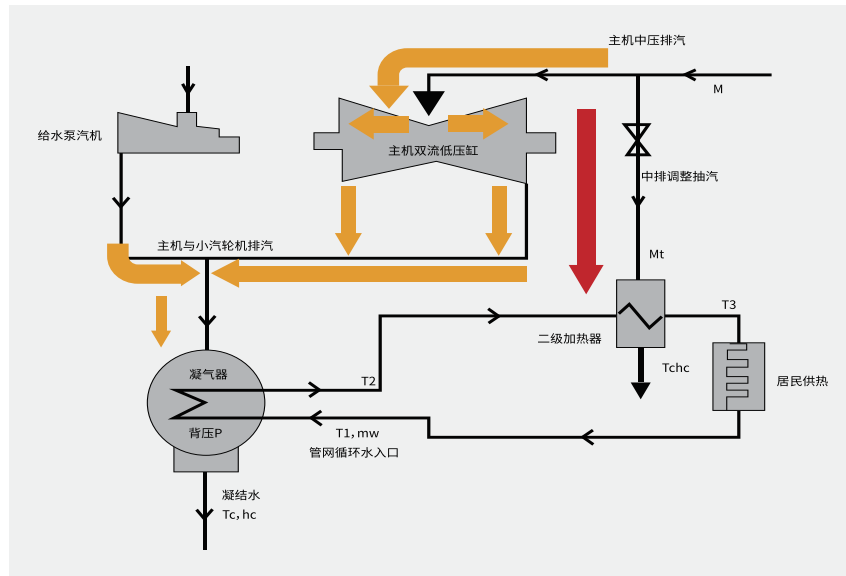 主机中压排汽
M
给水泵汽机
主机双流低压缸
中排调整抽汽
主机与小汽轮机排汽
Mt
T3
二级加热器
Tchc
居民供热
凝气器
T2
背压P
T1,mw
管网循环水入口
凝结水
Tc,hc